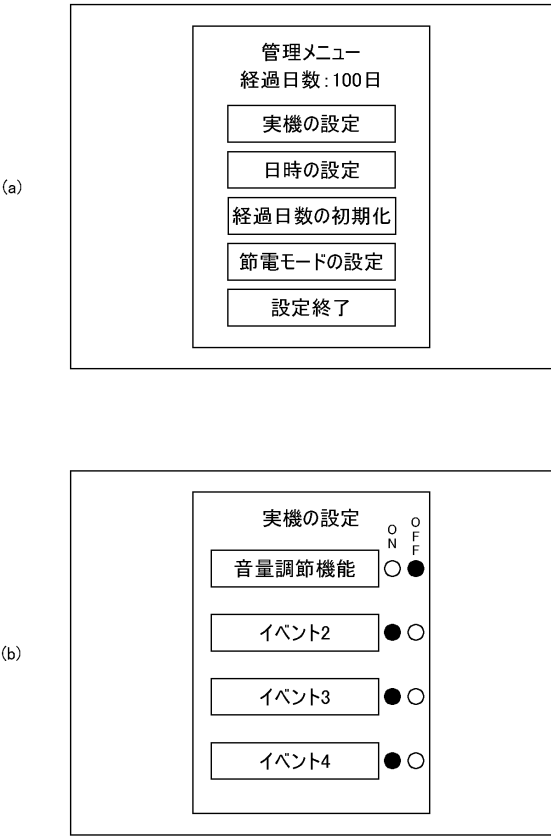 (a)
管理メニュー
経過日数:100日
実機の設定
日時の設定
経過日数の初期化
節電モードの設定
設定終了
(b)
実機の設定
ON
OFF
音量調節機能
イベント2
イベント3
イベント4